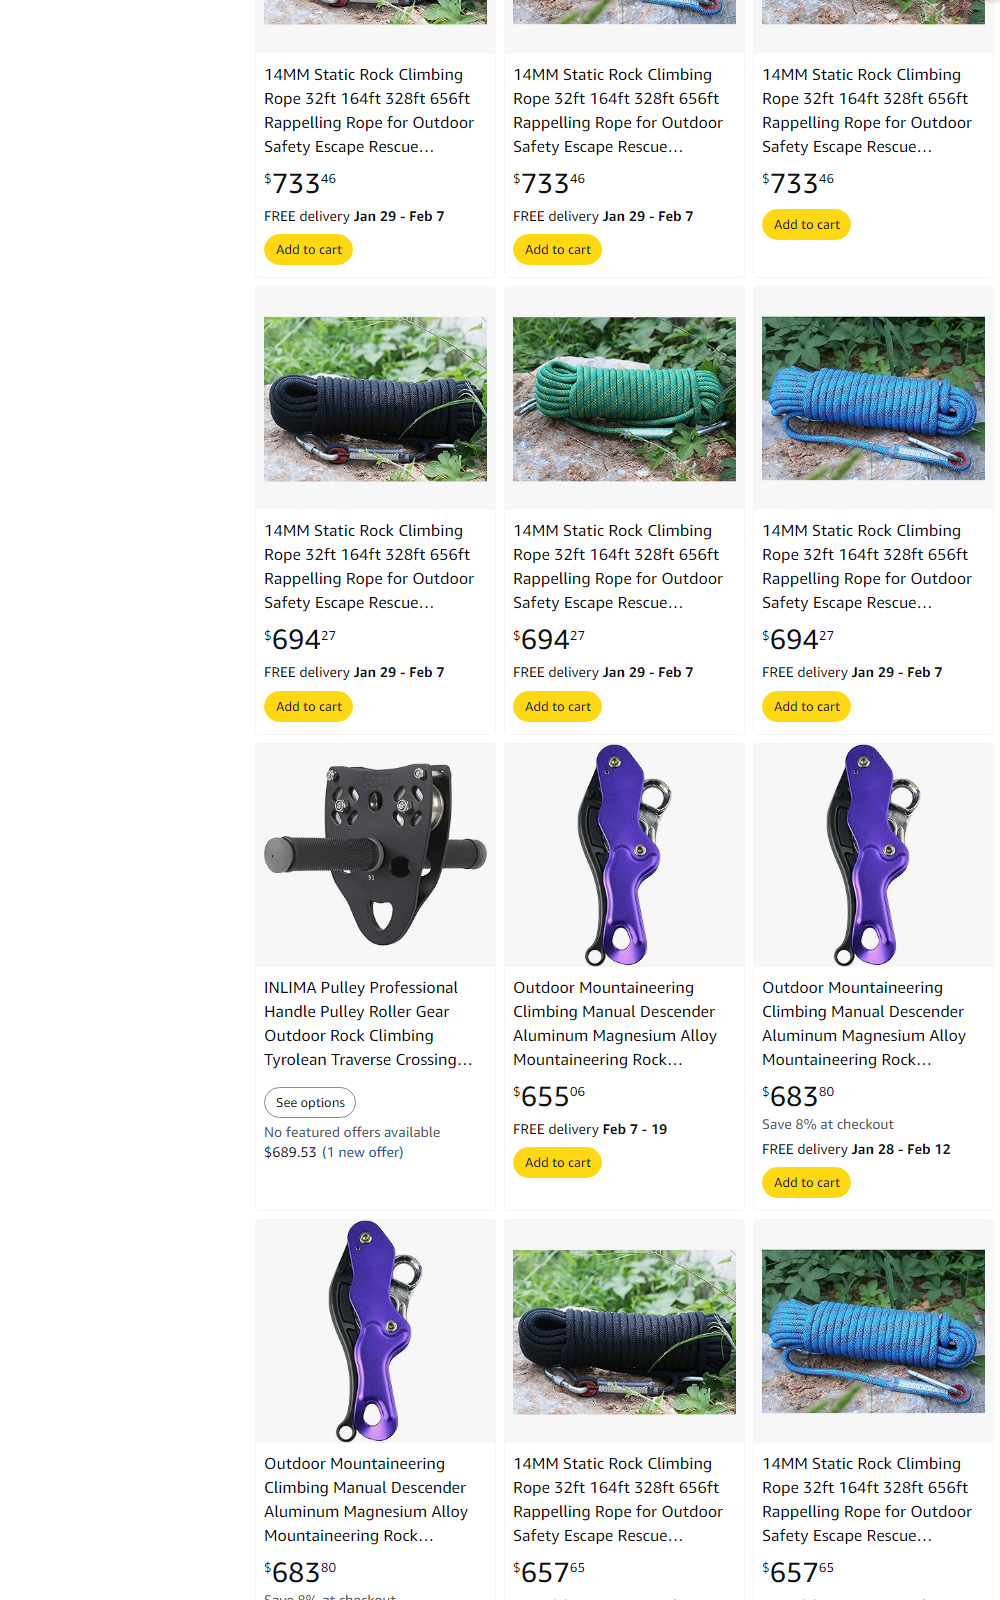 14MM Static Rock Climbing
Rope 32ft 164ft 328ft 656ft
Rappelling Rope for Outdoor
Safety Escape Rescue...
$733 46
FREE delivery Jan 29 - Feb 7
Add to cart
14MM Static Rock Climbing
Rope 32ft 164ft 328ft 656ft
Rappelling Rope for Outdoor
Safety Escape Rescue...
$733 46
FREE delivery Jan 29 - Feb 7
Add to cart
14MM Static Rock Climbing
Rope 32ft 164ft 328ft 656ft
Rappelling Rope for Outdoor
Safety Escape Rescue...
$733 46
Add to cart
14MM Static Rock Climbing
Rope 32ft 164ft 328ft 656ft
Rappelling Rope for Outdoor
Safety Escape Rescue...
$694 27
FREE delivery Jan 29 - Feb 7
Add to cart
14MM Static Rock Climbing
Rope 32ft 164ft 328ft 656ft
Rappelling Rope for Outdoor
Safety Escape Rescue...
$694 27
FREE delivery Jan 29 - Feb 7
Add to cart
14MM Static Rock Climbing
Rope 32ft 164ft 328ft 656ft
Rappelling Rope for Outdoor
Safety Escape Rescue...
$694 27
FREE delivery Jan 29 - Feb 7
Add to cart
INLIMA Pulley Professional
Handle Pulley Roller Gear
Outdoor Rock Climbing
Tyrolean Traverse Crossing...
See options
No featured offers available
$689.53 (1 new offer)
Outdoor Mountaineering
Climbing Manual Descender
Aluminum Magnesium Alloy
Mountaineering Rock...
$655 06
FREE delivery Feb 7 - 19
Add to cart
Outdoor Mountaineering
Climbing Manual Descender
Aluminum Magnesium Alloy
Mountaineering Rock...
$683 80
Save 8% at checkout
FREE delivery Jan 28 - Feb 12
Add to cart
Outdoor Mountaineering
Climbing Manual Descender
Aluminum Magnesium Alloy
Mountaineering Rock...
$683 80
Save 8% at checkout
14MM Static Rock Climbing
Rope 32ft 164ft 328ft 656ft
Rappelling Rope for Outdoor
Safety Escape Rescue...
$657 65
14MM Static Rock Climbing
Rope 32ft 164ft 328ft 656ft
Rappelling Rope for Outdoor
Safety Escape Rescue...
$657 65